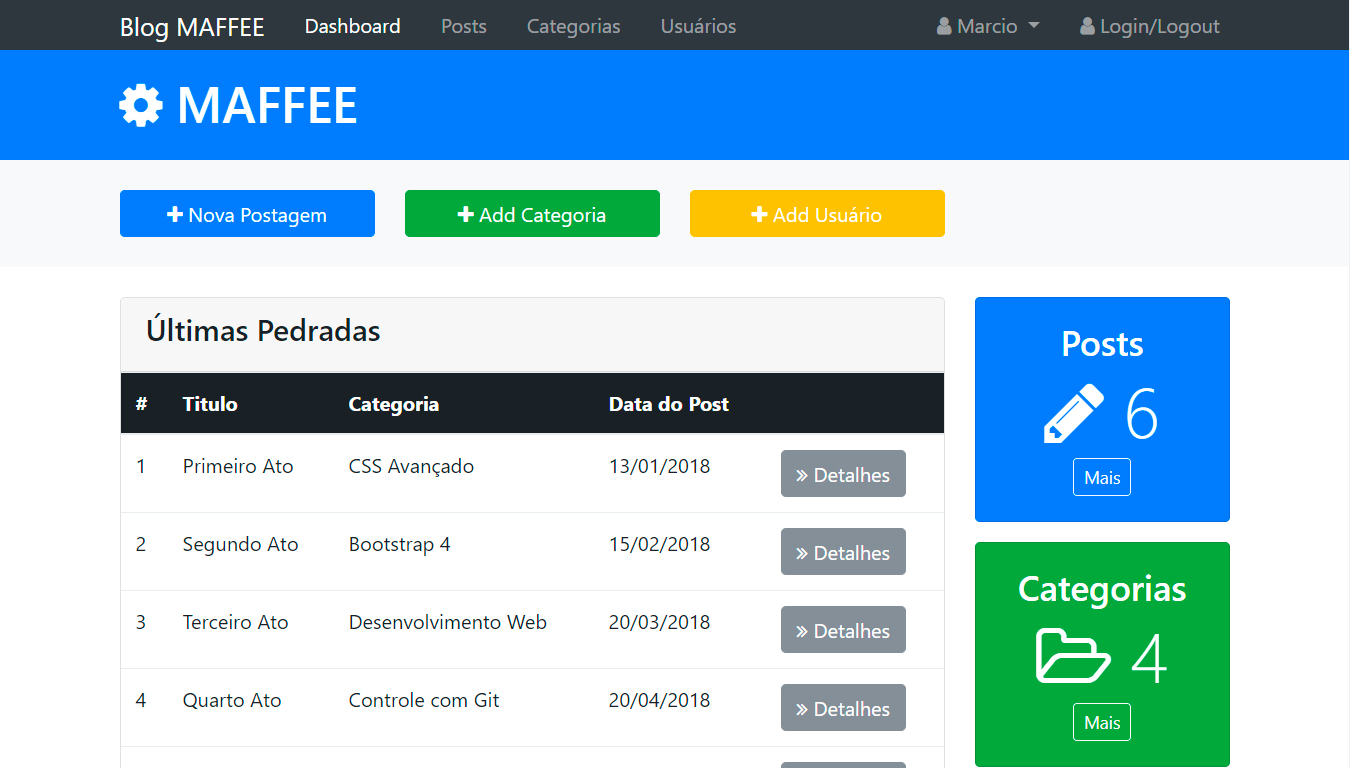 Blog MAFFEE Dashboard Posts Categorias Usuários Marcio Login/Logout
MAFFEE
Nova Postagem Add Categoria Add Usuário
Últimas Pedradas
# Titulo Categoria Data do Post
1 Primeiro Ato CSS Avançado 13/01/2018 Detalhes
2 Segundo Ato Bootstrap 4 15/02/2018 Detalhes
3 Terceiro Ato Desenvolvimento Web 20/03/2018 Detalhes
4 Quarto Ato Controle com Git 20/04/2018 Detalhes
Posts
6
Mais
Categorias
4
Mais